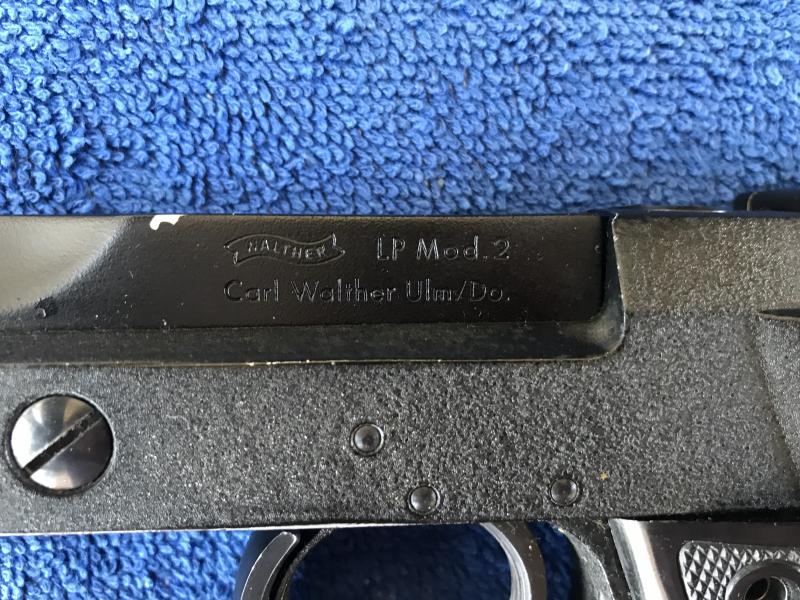 WALTHER LP Mod. 2
Carl Walther Ulm/Do.